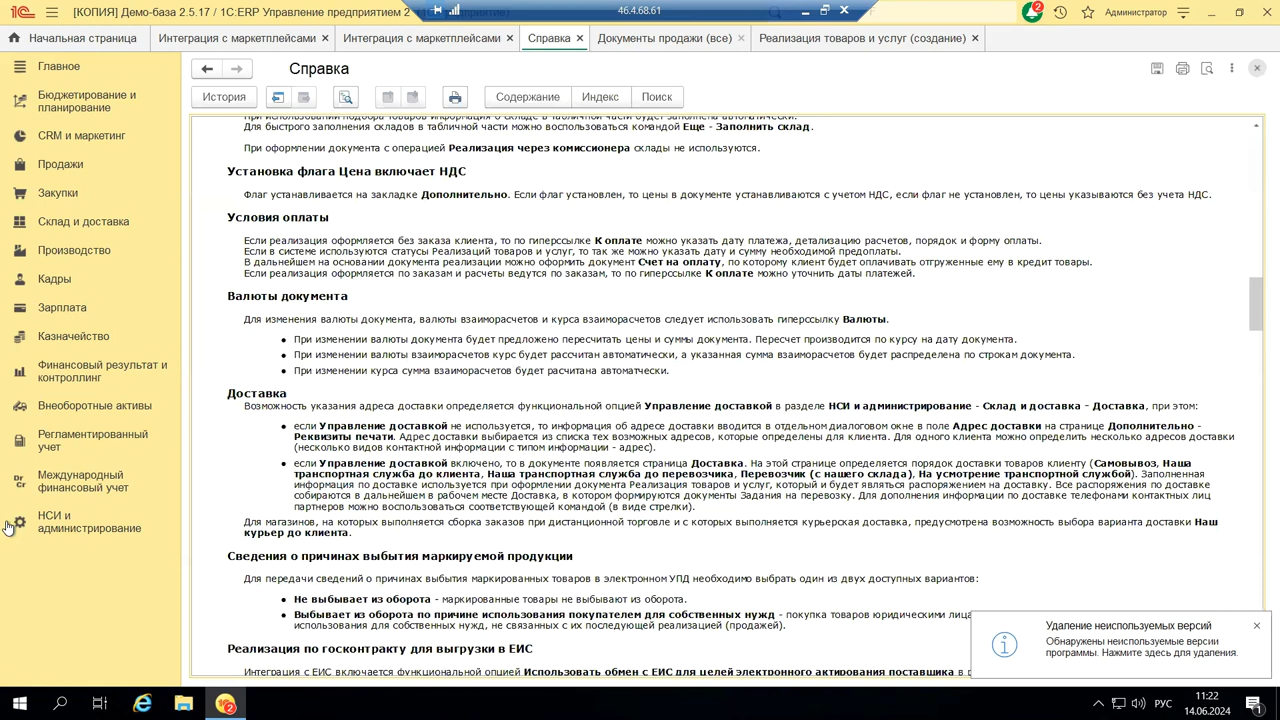 [КОПИЯ] Демо-база 2.5.17 / 1С:ERP Управление предприятием 2
46.4.68.61
2
Администратор
Начальная страница
Интеграция с маркетплейсами
Интеграция с маркетплейсами
Справка
Документы продажи (все)
Реализация товаров и услуг (создание)
Главное
Бюджетирование и
планирование
CRM и маркетинг
Продажи
Закупки
Склад и доставка
Производство
Кадры
Зарплата
Казначейство
Финансовый результат и
контроллинг
Внеоборотные активы
Регламентированный
учет
Международный
финансовый учет
НСИ и
администрирование
Справка
История
Содержание
Индекс
Поиск
При использовании подбора товаров информация о складе в табличной части будет заполнена автоматически.
Для быстрого заполнения складов в табличной части можно воспользоваться командой Еще - Заполнить склад.
При оформлении документа с операцией Реализация через комиссионера склады не используются.
Установка флага Цена включает НДС
Флаг устанавливается на закладке Дополнительно. Если флаг установлен, то цены в документе устанавливаются с учетом НДС, если флаг не установлен, то цены указываются без учета НДС.
Условия оплаты
Если реализация оформляется без заказа клиента, то по гиперссылке К оплате можно указать дату платежа, детализацию расчетов, порядок и форму оплаты.
Если в системе используются статусы Реализаций товаров и услуг, то так же можно указать дату и сумму необходимой предоплаты.
В дальнейшем на основании документа реализации можно оформить документ Счет на оплату, по которому клиент будет оплачивать отгруженные ему в кредит товары.
Если реализация оформляется по заказам и расчеты ведутся по заказам, то по гиперссылке К оплате можно уточнить даты платежей.
Валюты документа
Для изменения валюты документа, валюты взаиморасчетов и курса взаиморасчетов следует использовать гиперссылку Валюты.
При изменении валюты документа будет предложено пересчитать цены и суммы документа. Пересчет производится по курсу на дату документа.
При изменении валюты взаиморасчетов курс будет рассчитан автоматически, а указанная сумма взаиморасчетов будет распределена по строкам документа.
При изменении курса сумма взаиморасчетов будет расчитана автоматчески.
Доставка
Возможность указания адреса доставки определяется функциональной опцией Управление доставкой в разделе НСИ и администрирование - Склад и доставка - Доставка, при этом:
если Управление доставкой не используется, то информация об адресе доставки вводится в отдельном диалоговом окне в поле Адрес доставки на странице Дополнительно -
Реквизиты печати. Адрес доставки выбирается из списка тех возможных адресов, которые определены для клиента. Для одного клиента можно определить несколько адресов доставки
(несколько видов контактной информации с типом информации - адрес).
если Управление доставкой включено, то в документе появляется страница Доставка. На этой странице определяется порядок доставки товаров клиенту (Самовывоз, Наша
транспортная служба до клиента, Наша транспортная служба до перевозчика, Перевозчик (с нашего склада), На усмотрение транспортной службой). Заполненная
информация по доставке используется при оформлении документа Реализация товаров и услуг, который и будет являться распоряжением на доставку. Все распоряжения по доставке
собираются в дальнейшем в рабочем месте Доставка, в котором формируются документы Задания на перевозку. Для дополнения информации по доставке телефонами контактных лиц
партнеров можно воспользоваться соответствующей командой (в виде стрелки).
Для магазинов, на которых выполняется сборка заказов при дистанционной торговле и с которых выполняется курьерская доставка, предусмотрена возможность выбора варианта доставки Наш
курьер до клиента.
Сведения о причинах выбытия маркируемой продукции
Для передачи сведений о причинах выбытия маркированных товаров в электронном УПД необходимо выбрать один из двух доступных вариантов:
Не выбывает из оборота - маркированные товары не выбывают из оборота.
Выбывает из оборота по причине использования покупателем для собственных нужд - покупка товаров юридическими лица
использования для собственных нужд, не связанных с их последующей реализацией (продажей).
Реализация по госконтракту для выгрузки в ЕИС
Интеграция с ЕИС включается функциональной опцией Использовать обмен с ЕИС для целей электронного актирования поставщика в р
Удаление неиспользуемых версий
Обнаружены неиспользуемые версии
программы. Нажмите здесь для удаления.
РУС
11:22
14.06.2024
1